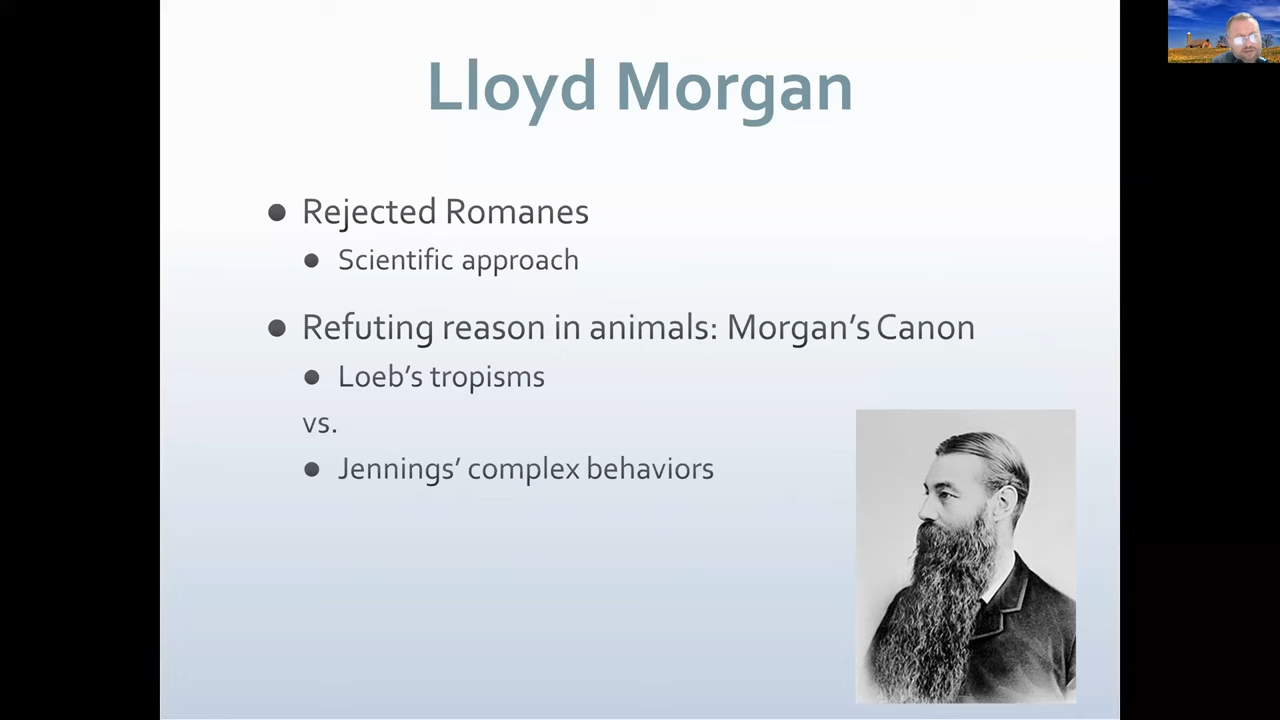 Lloyd Morgan
● Rejected Romanes
● Scientific approach
● Refuting reason in animals: Morgan’s Canon
● Loeb’s tropisms
vs.
● Jennings’ complex behaviors